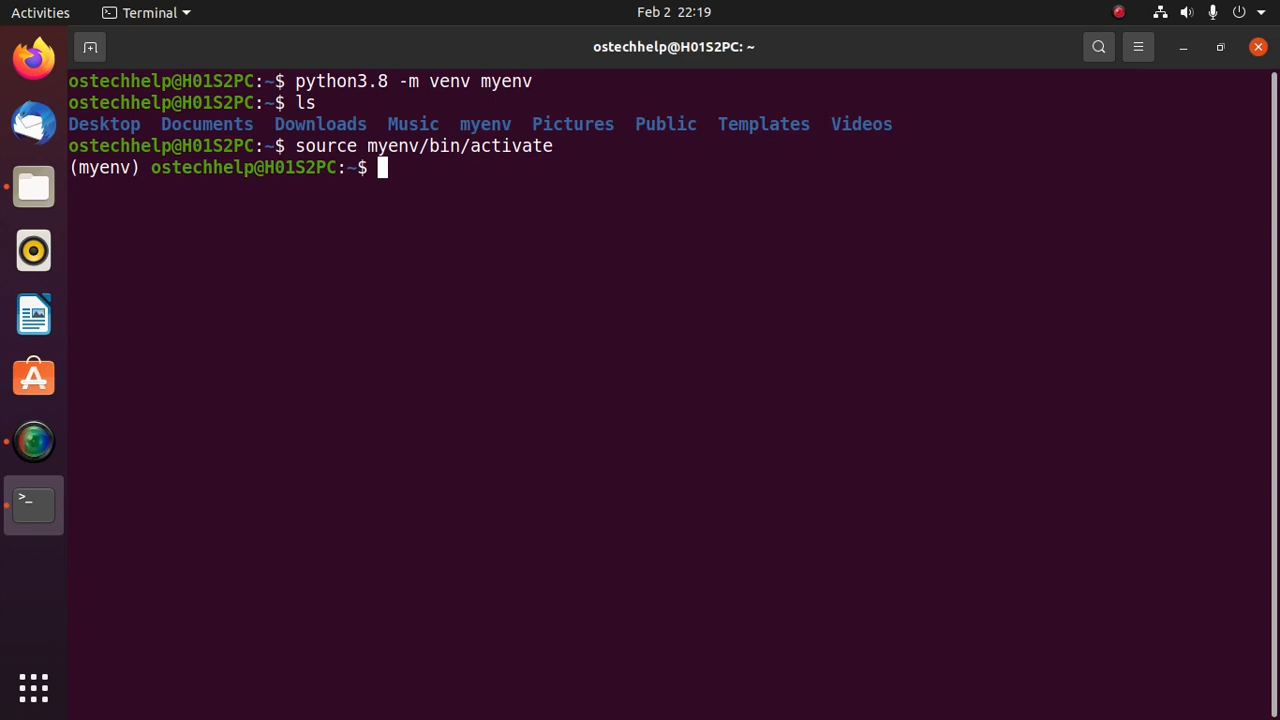 Activities Terminal Feb 2 22:19
ostechhelp@H01S2PC: ~
ostechhelp@H01S2PC:~$ python3.8 -m venv myenv
ostechhelp@H01S2PC:~$ ls
Desktop Documents Downloads Music myenv Pictures Public Templates Videos
ostechhelp@H01S2PC:~$ source myenv/bin/activate
(myenv) ostechhelp@H01S2PC:~$